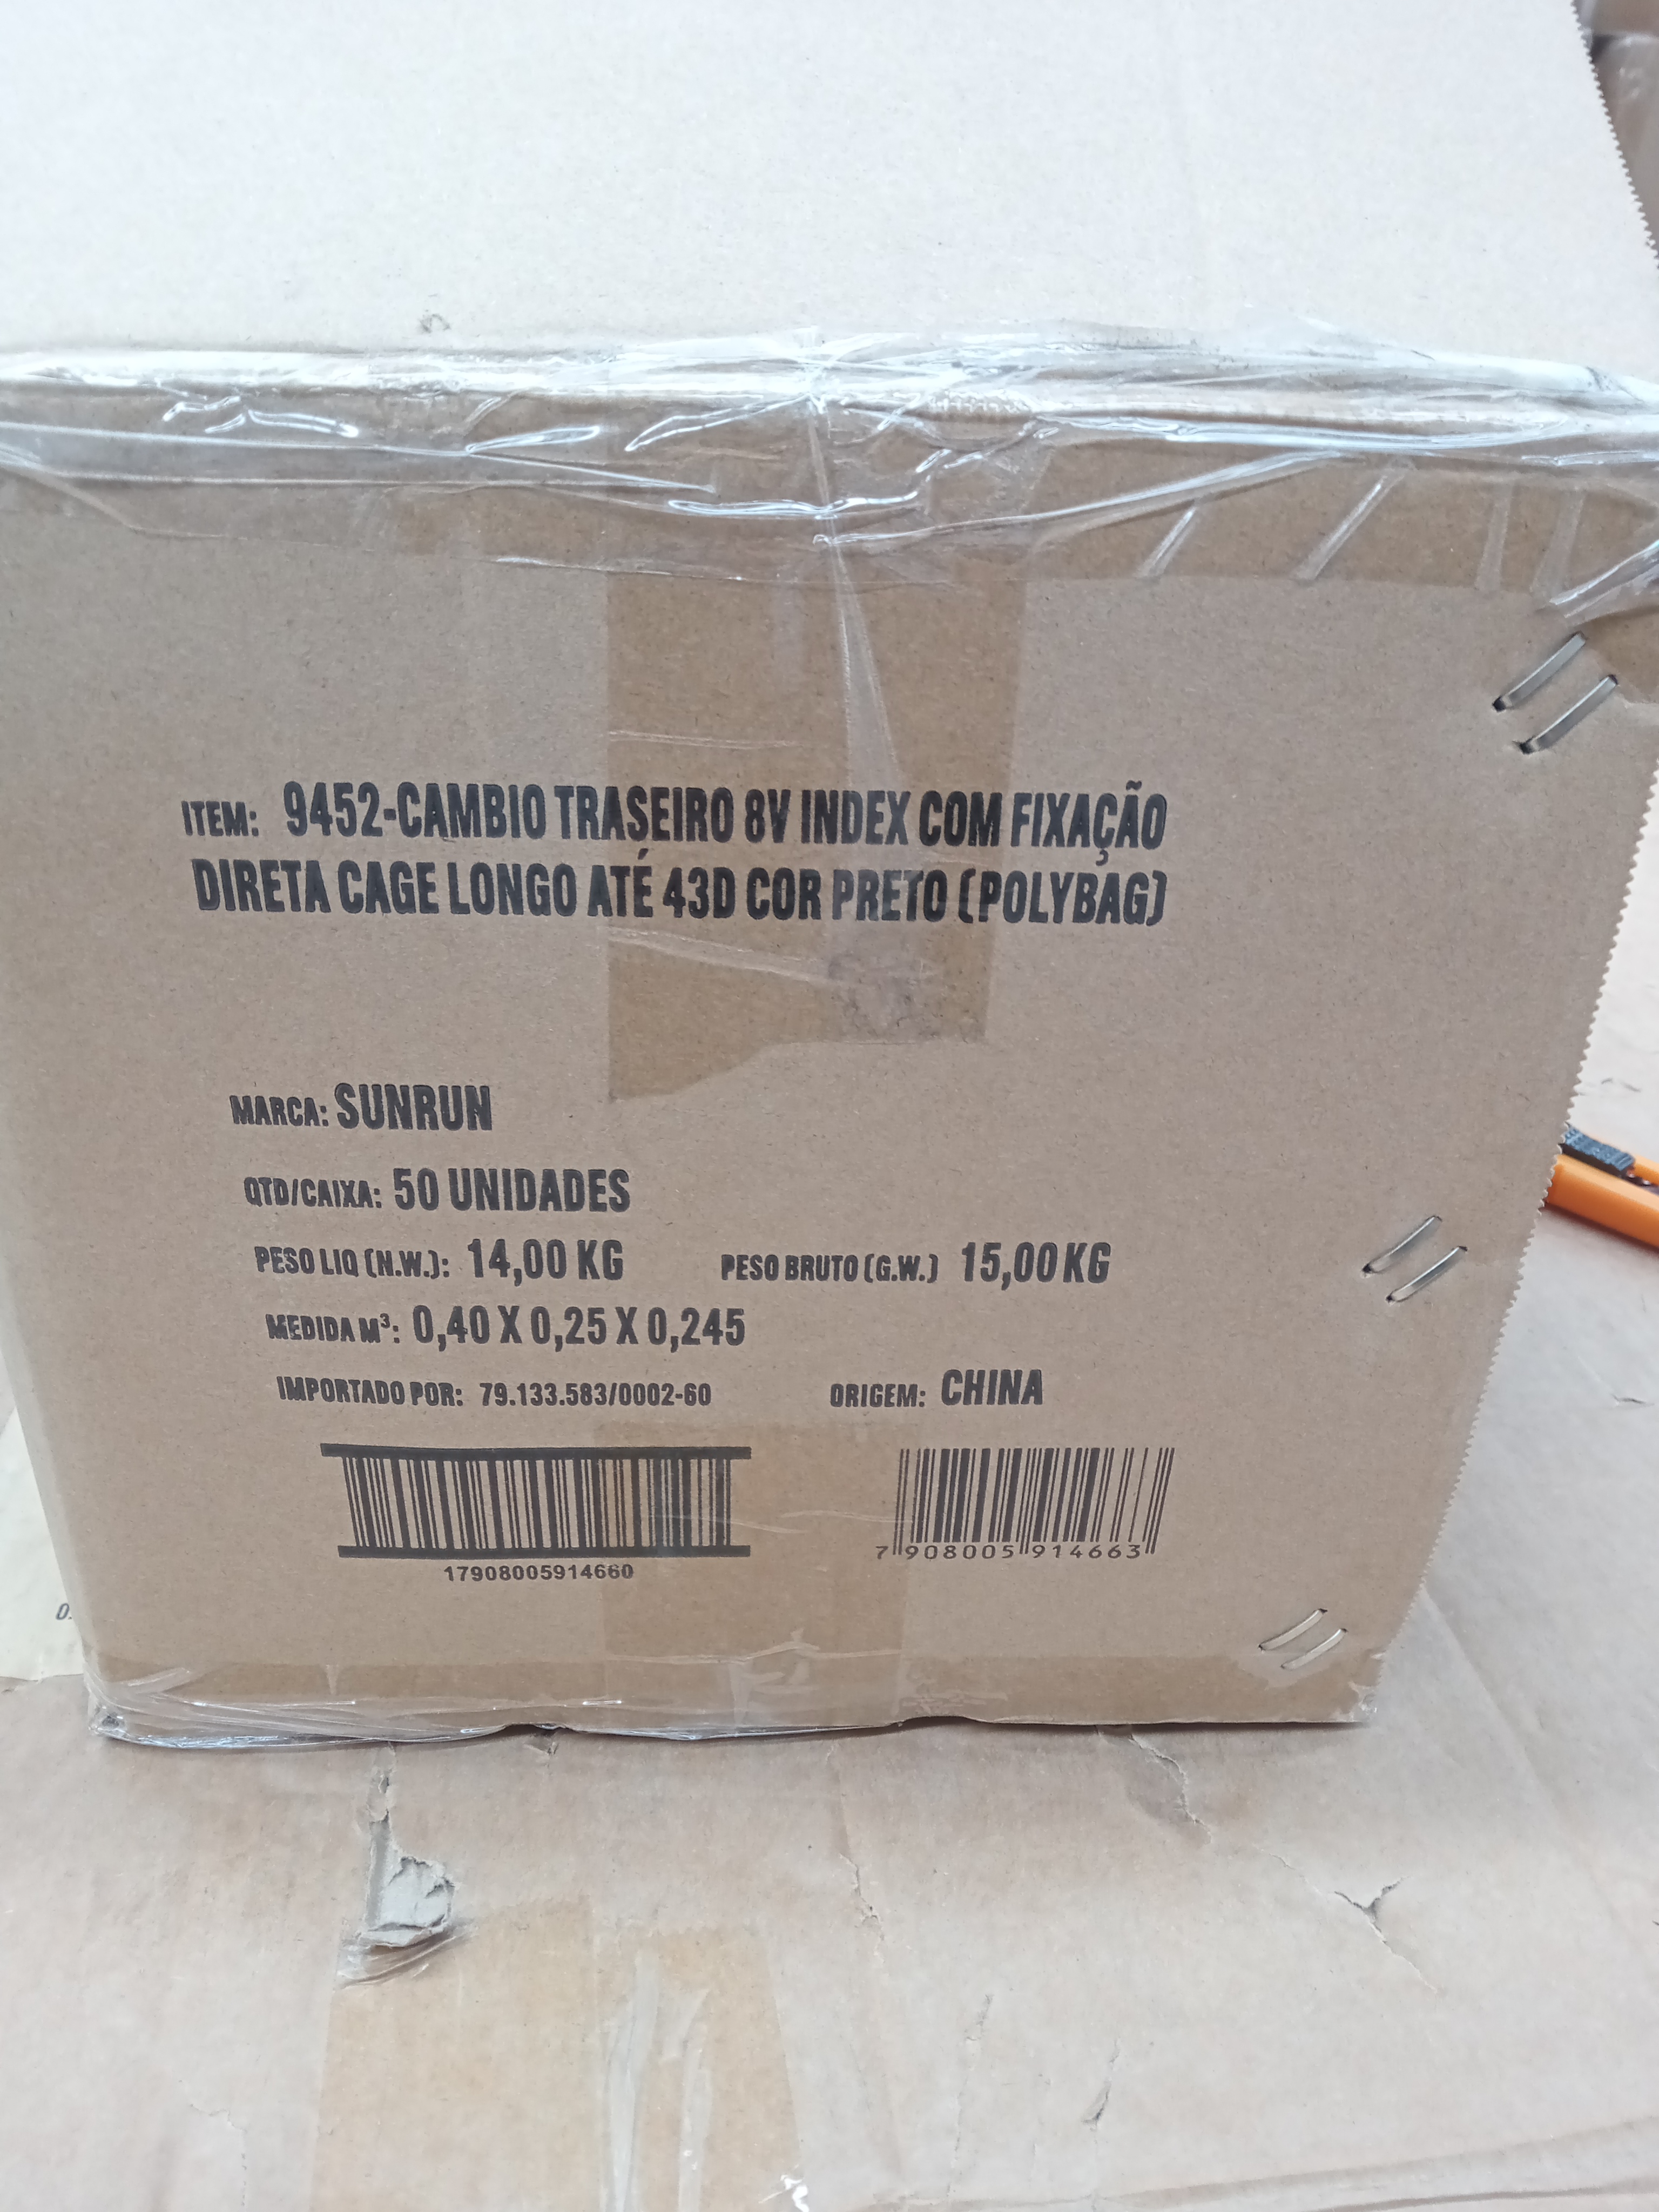 ITEM: 9452-CAMBIO TRASEIRO 8V INDEX COM FIXAÇÃO
DIRETA CAGE LONGO ATÉ 43D COR PRETO (POLYBAG)
MARCA: SUNRUN
QTD/CAIXA: 50 UNIDADES
PESO LIQ (N.W.): 14,00 KG PESO BRUTO (G.W.) 15,00 KG
MEDIDA M³: 0,40 X 0,25 X 0,245
IMPORTADO POR: 79.133.583/0002-60 ORIGEM: CHINA
17908005914660
7 908005 914663
0.